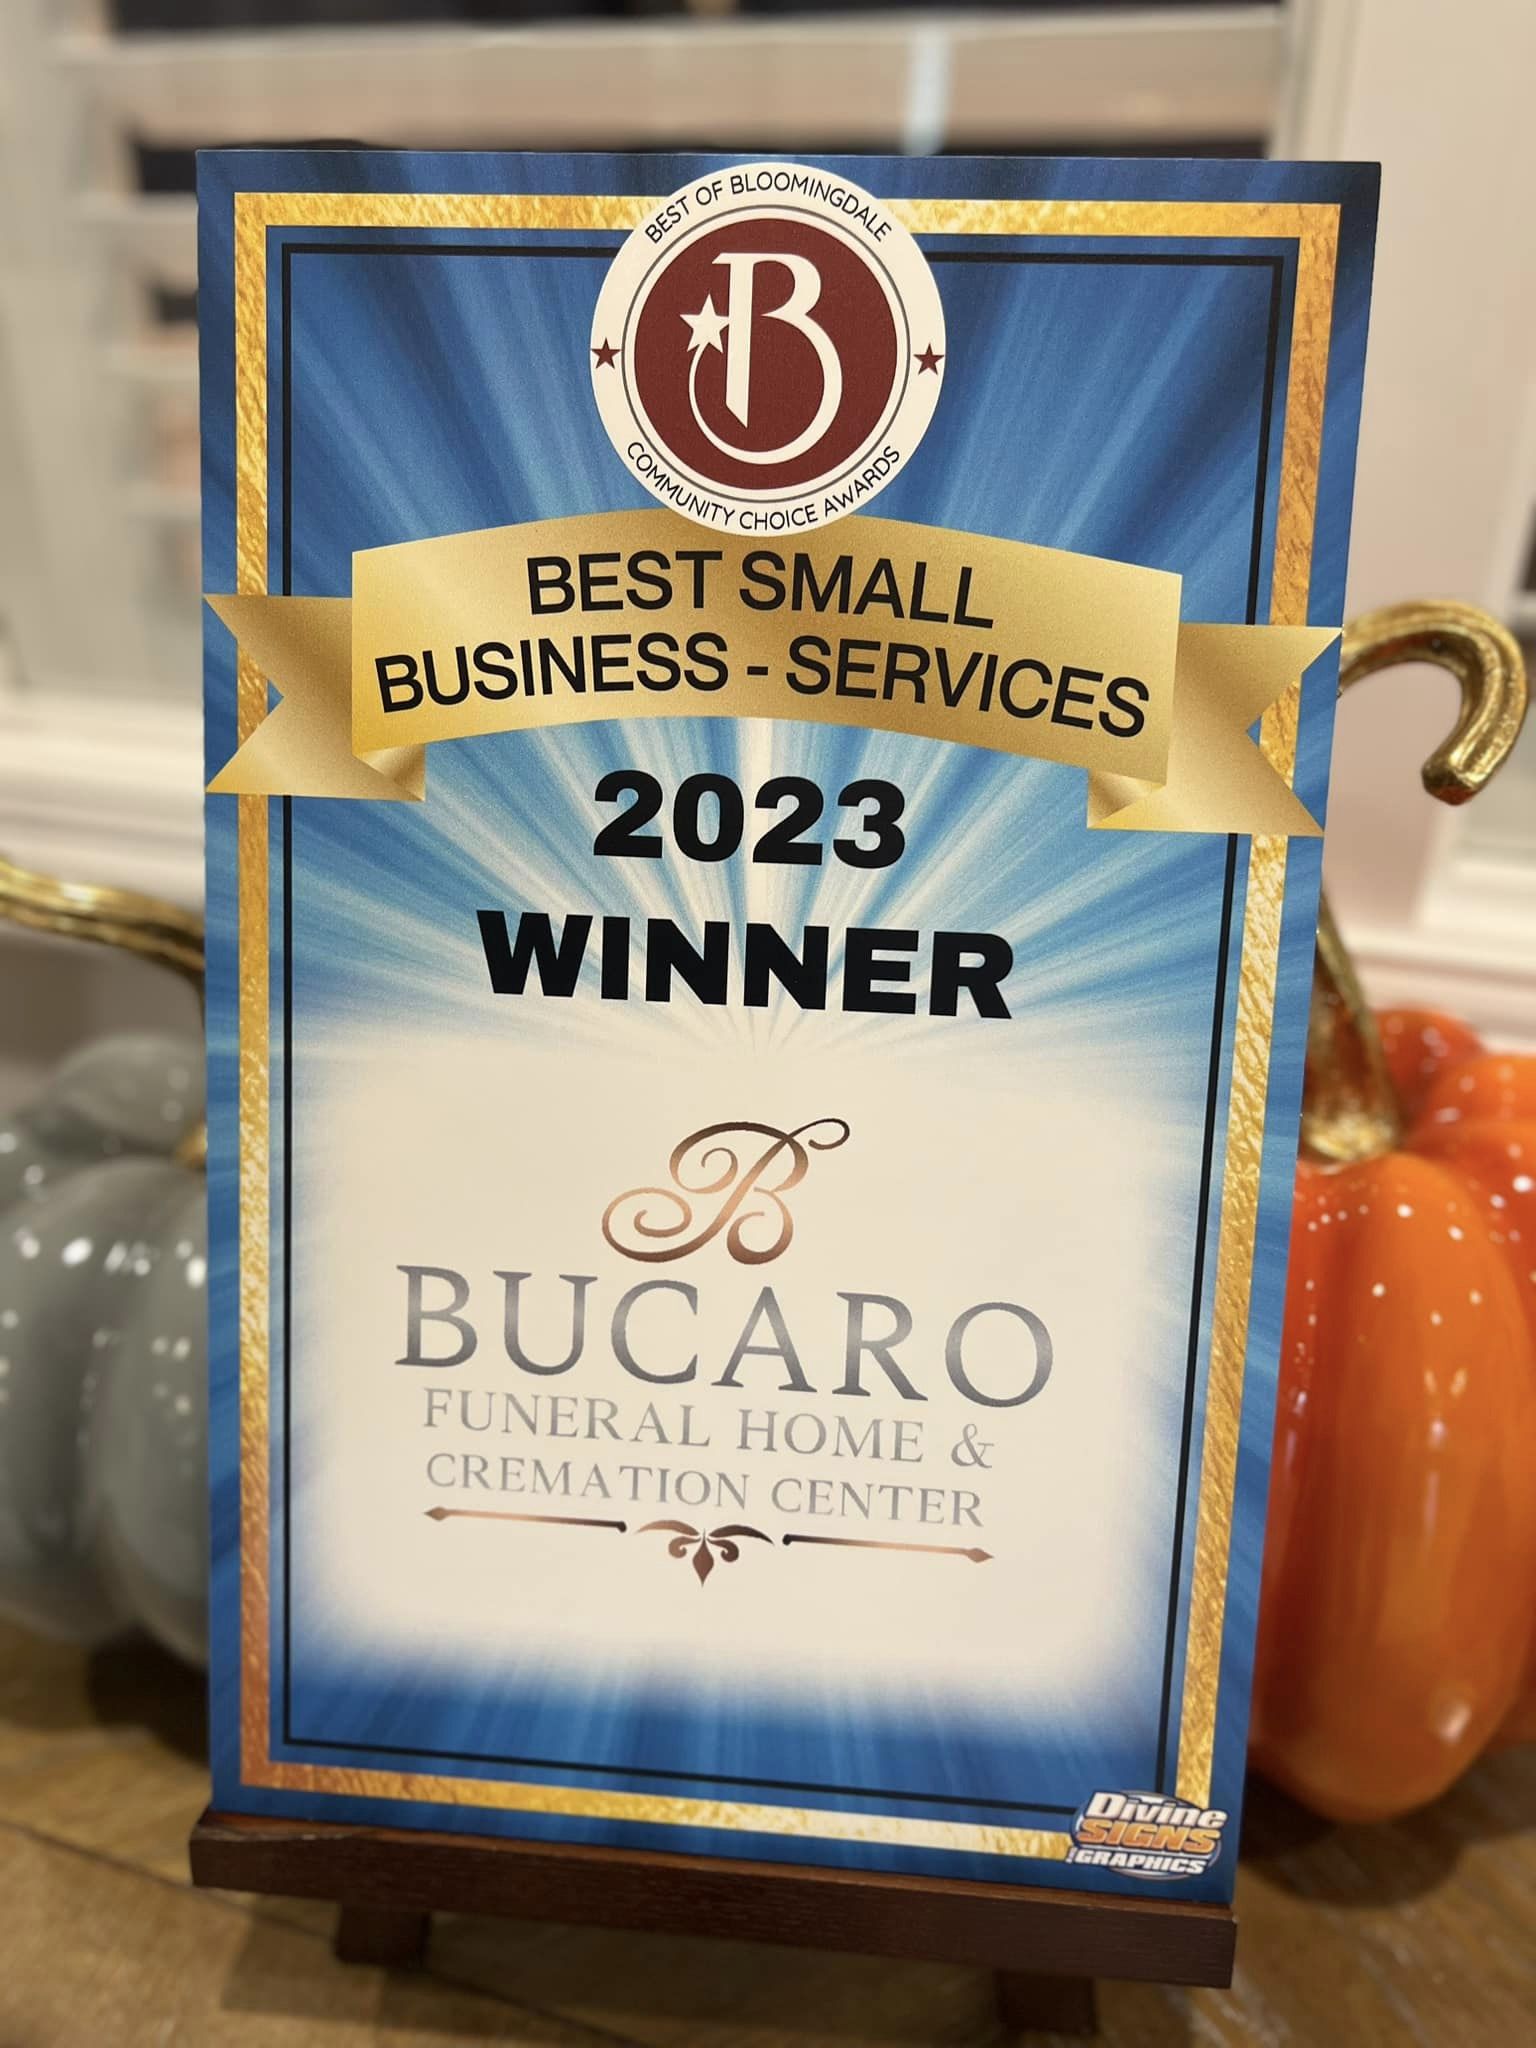 BEST OF BLOOMINGDALE
B
COMMUNITY CHOICE AWARDS
BEST SMALL
BUSINESS - SERVICES
2023
WINNER
B
BUCARO
FUNERAL HOME &
CREMATION CENTER
Divine
SIGNS
GRAPHICS